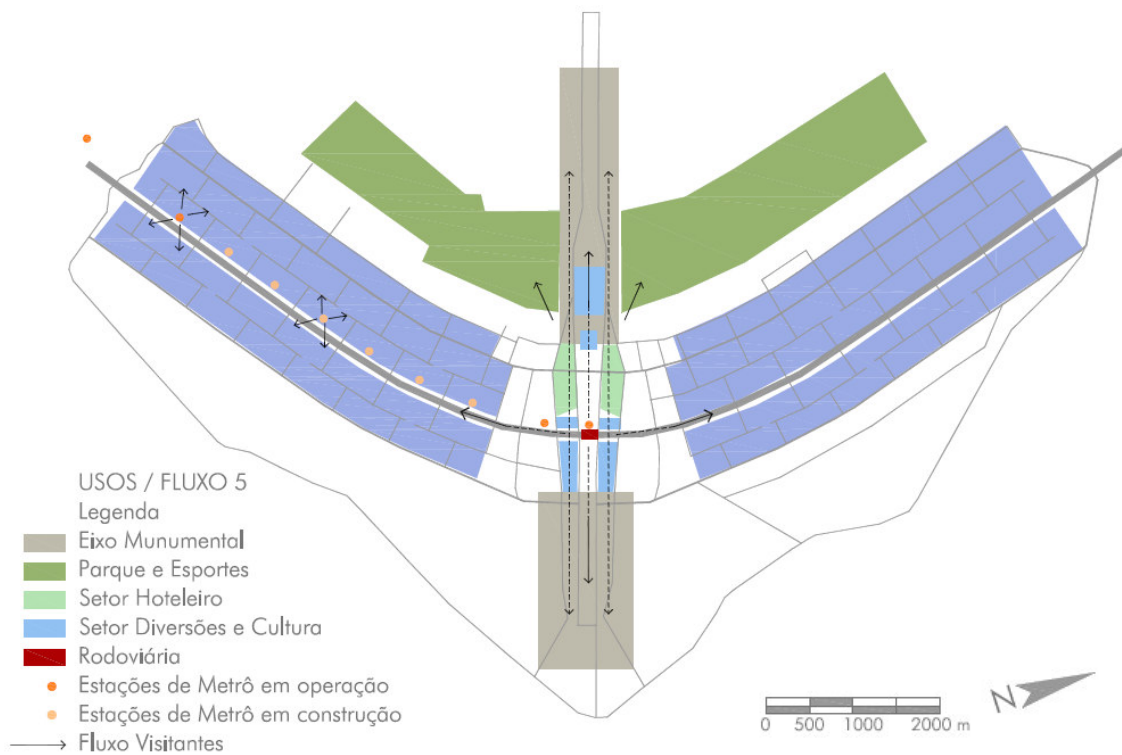 USOS / FLUXO 5
Legenda
Eixo Munumental
Parque e Esportes
Setor Hoteleiro
Setor Diversões e Cultura
Rodoviária
Estações de Metrô em operação
Estações de Metrô em construção
Fluxo Visitantes
0 500 1000 2000 m
N